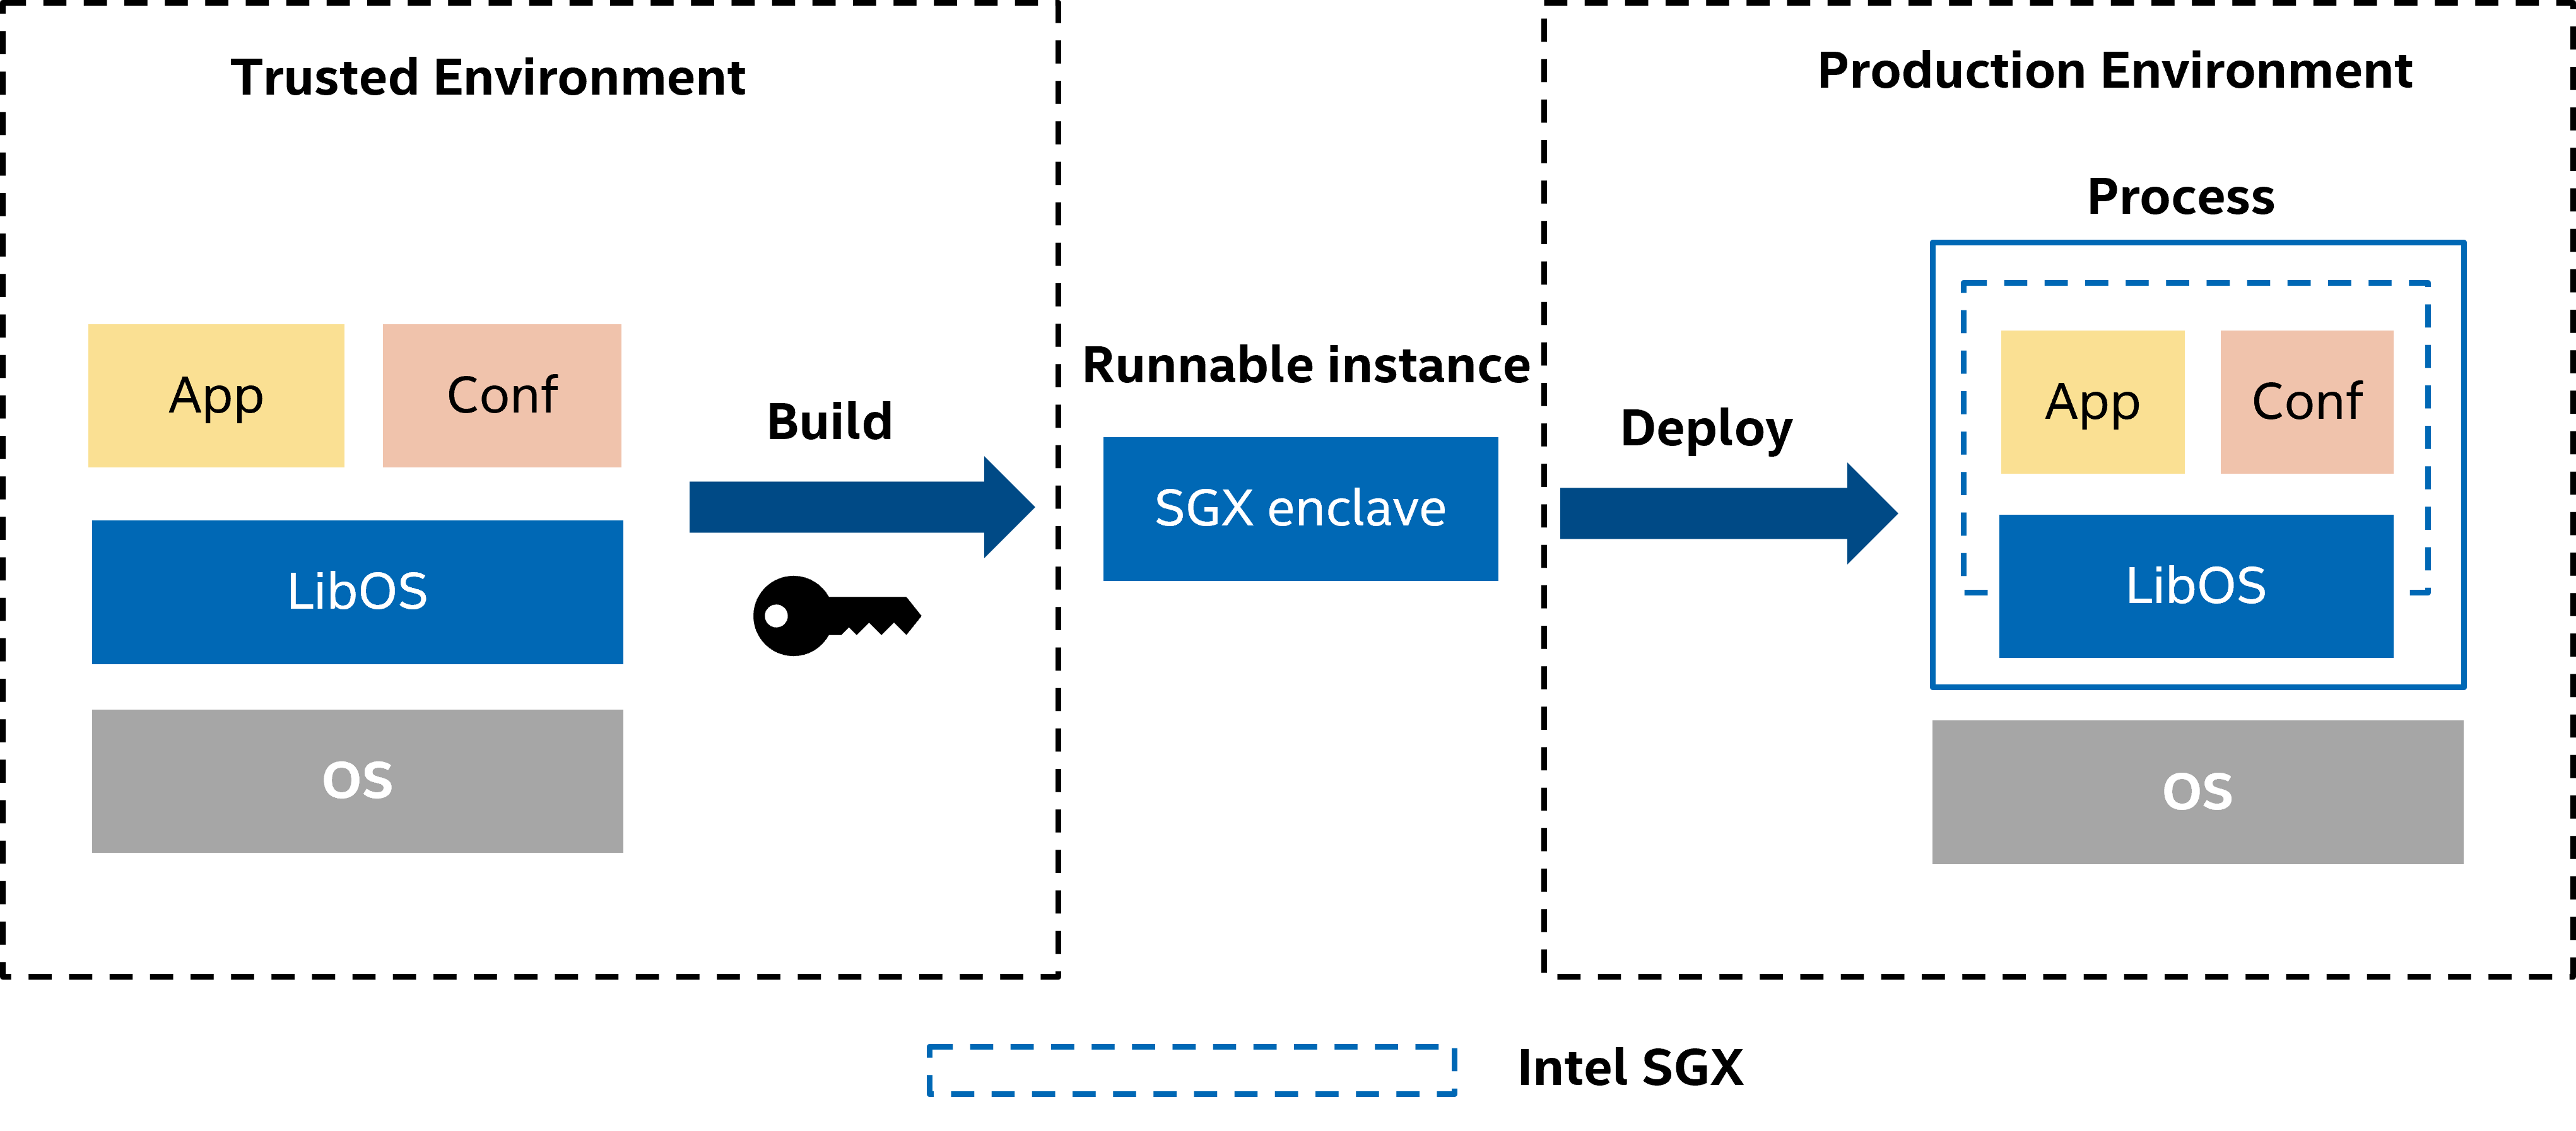 Trusted Environment
App
Conf
LibOS
OS
Build
Runnable instance
SGX enclave
Production Environment
Deploy
Process
App
Conf
LibOS
OS
Intel SGX